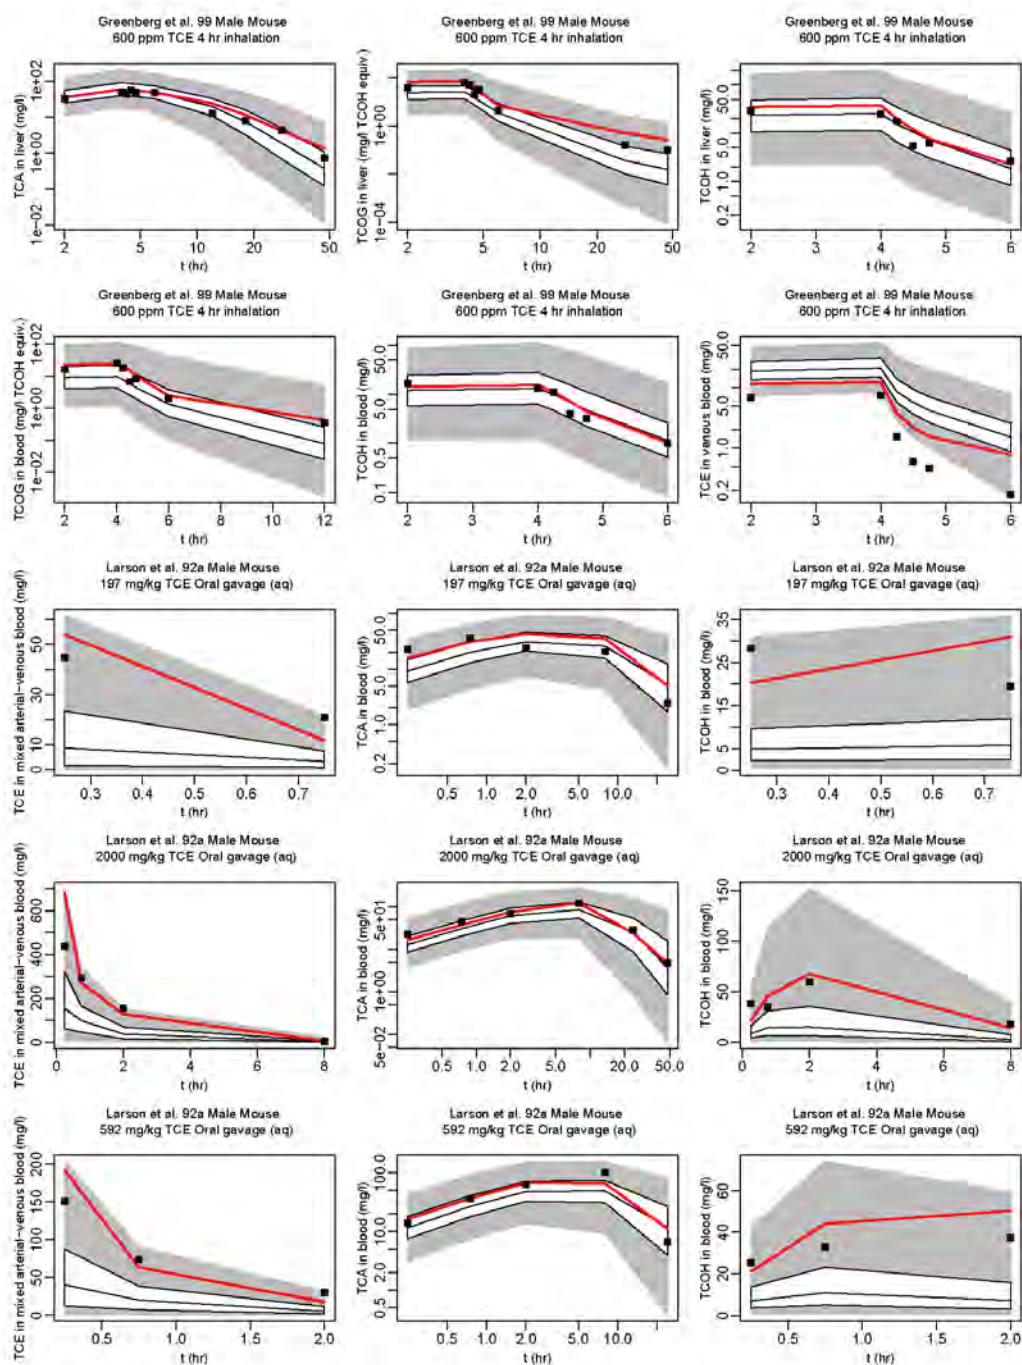 Greenberg et al. 99 Male Mouse
600 ppm TCE 4 hr inhalation
TCA in liver (mg/l)
1e+02
1e+00
1e−02
2
5
10
20
50
t (hr)
Greenberg et al. 99 Male Mouse
600 ppm TCE 4 hr inhalation
TCOG in liver (mg/l TCOH equiv.)
1e+00
1e−04
2
5
10
20
50
t (hr)
Greenberg et al. 99 Male Mouse
600 ppm TCE 4 hr inhalation
TCOH in liver (mg/l)
50.0
5.0
1.0
0.2
2
3
4
5
6
t (hr)
Greenberg et al. 99 Male Mouse
600 ppm TCE 4 hr inhalation
TCOG in blood (mg/l TCOH equiv.)
1e+02
1e+00
1e−02
2
4
6
8
10
12
t (hr)
Greenberg et al. 99 Male Mouse
600 ppm TCE 4 hr inhalation
TCOH in blood (mg/l)
50.0
5.0
0.5
0.1
2
3
4
5
6
t (hr)
Greenberg et al. 99 Male Mouse
600 ppm TCE 4 hr inhalation
TCE in venous blood (mg/l)
50.0
5.0
1.0
0.2
2
3
4
5
6
t (hr)
Larson et al. 92a Male Mouse
197 mg/kg TCE Oral gavage (aq)
TCE in mixed arterial−venous blood (mg/l)
50
30
10
0
0.3
0.4
0.5
0.6
0.7
t (hr)
Larson et al. 92a Male Mouse
197 mg/kg TCE Oral gavage (aq)
TCA in blood (mg/l)
50.0
5.0
1.0
0.2
0.5
1.0
2.0
5.0
10.0
t (hr)
Larson et al. 92a Male Mouse
197 mg/kg TCE Oral gavage (aq)
TCOH in blood (mg/l)
35
25
15
5
0
0.3
0.4
0.5
0.6
0.7
t (hr)
Larson et al. 92a Male Mouse
2000 mg/kg TCE Oral gavage (aq)
TCE in mixed arterial−venous blood (mg/l)
600
400
200
0
0
2
4
6
8
t (hr)
Larson et al. 92a Male Mouse
2000 mg/kg TCE Oral gavage (aq)
TCA in blood (mg/l)
5e+01
1e+00
5e−02
0.5
1.0
2.0
5.0
10.0
50.0
t (hr)
Larson et al. 92a Male Mouse
2000 mg/kg TCE Oral gavage (aq)
TCOH in blood (mg/l)
150
100
50
0
0
2
4
6
8
t (hr)
Larson et al. 92a Male Mouse
592 mg/kg TCE Oral gavage (aq)
TCE in mixed arterial−venous blood (mg/l)
200
150
100
50
0
0.5
1.0
1.5
2.0
t (hr)
Larson et al. 92a Male Mouse
592 mg/kg TCE Oral gavage (aq)
TCA in blood (mg/l)
100.0
10.0
2.0
0.5
0.5
1.0
2.0
5.0
10.0
t (hr)
Larson et al. 92a Male Mouse
592 mg/kg TCE Oral gavage (aq)
TCOH in blood (mg/l)
60
40
20
0
0.5
1.0
1.5
2.0
t (hr)